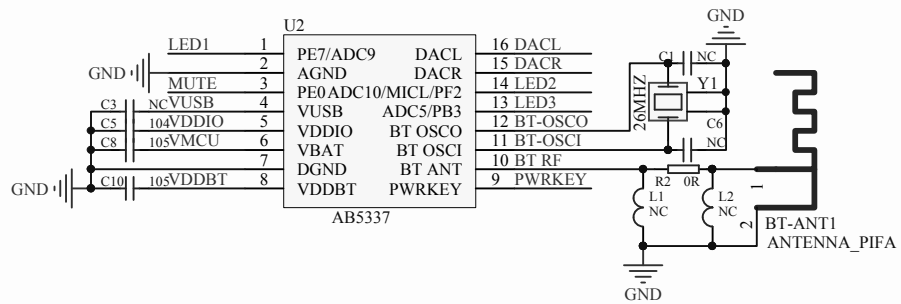 U2
GND
LED1 1 PE7/ADC9 DACL 16 DACL C1 NC
GND 2 AGND DACR 15 DACR
MUTE 3 PE0 ADC10/MICL/PF2 14 LED2 Y1
C3 NC VUSB 4 VUSB ADC5/PB3 13 LED3 26MHZ
C5 104 VDDIO 5 VDDIO BT OSCO 12 BT-OSCO C6
C8 105 VMCU 6 VBAT BT OSCI 11 BT-OSCI NC
7 DGND BT ANT 10 BT RF
GND C10 105 VDDBT 8 VDDBT PWRKEY 9 PWRKEY R2 0R 1
L1 L2
NC NC
AB5337 2 BT-ANT1
ANTENNA_PIFA
GND